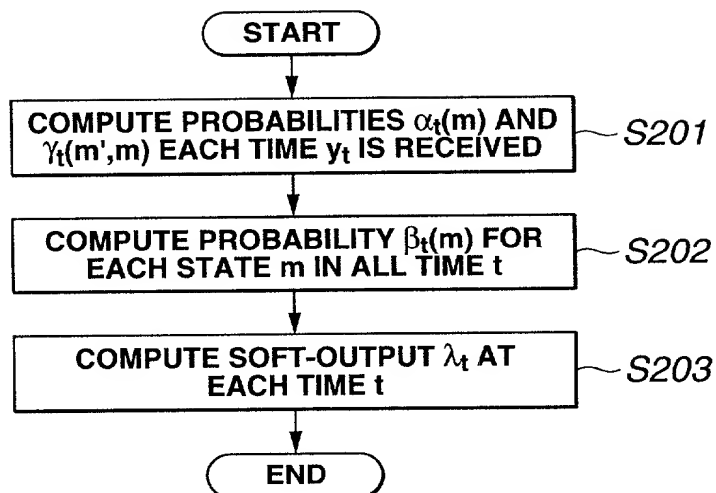 START
COMPUTE PROBABILITIES αt(m) AND
γt(m',m) EACH TIME yt IS RECEIVED
S201
COMPUTE PROBABILITY βt(m) FOR
EACH STATE m IN ALL TIME t
S202
COMPUTE SOFT-OUTPUT λt AT
EACH TIME t
S203
END